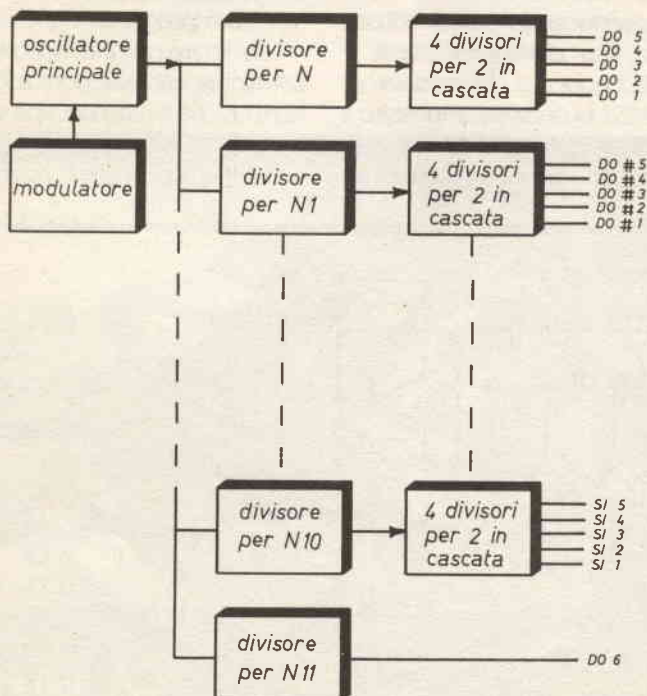 oscillatore
principale
divisore
per N
4 divisori
per 2 in
cascata
DO 5
DO 4
DO 3
DO 2
DO 1
modulatore
divisore
per N1
4 divisori
per 2 in
cascata
DO # 5
DO # 4
DO # 3
DO # 2
DO # 1
divisore
per N10
4 divisori
per 2 in
cascata
SI 5
SI 4
SI 3
SI 2
SI 1
divisore
per N11
DO 6